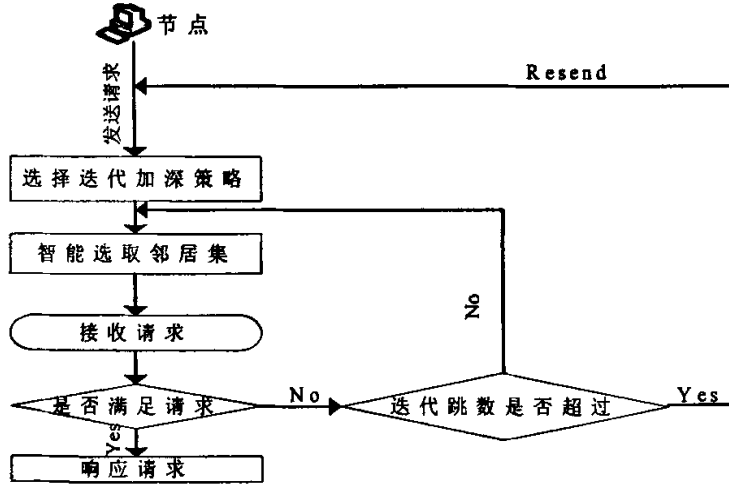 节点
Resend
发送请求
选择迭代加深策略
智能选取邻居集
No
接收请求
是否满足请求
No
迭代跳数是否超过
Yes
Yes
响应请求